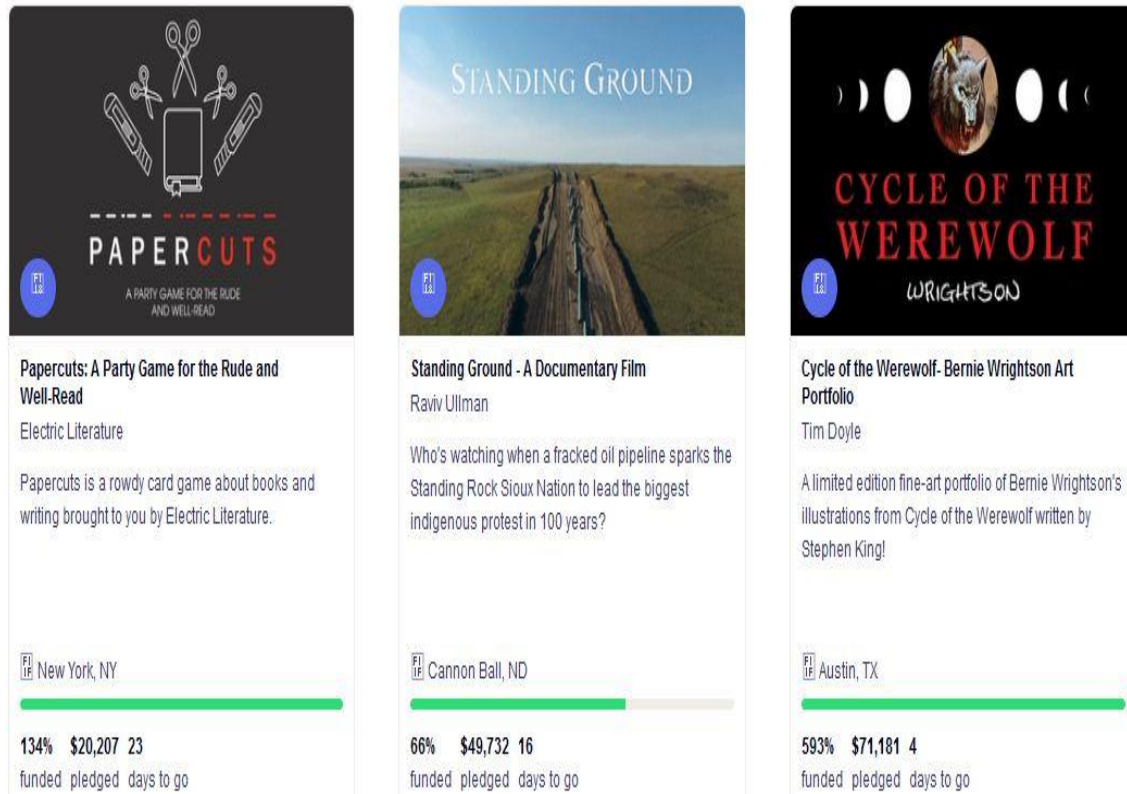 PAPERCUTS
A PARTY GAME FOR THE RUDE
AND WELL-READ
Papercuts: A Party Game for the Rude and
Well-Read
Electric Literature
Papercuts is a rowdy card game about books and
writing brought to you by Electric Literature.
New York, NY
134% $20,207 23
funded pledged days to go
STANDING GROUND
Standing Ground - A Documentary Film
Raviv Ullman
Who's watching when a fracked oil pipeline sparks the
Standing Rock Sioux Nation to lead the biggest
indigenous protest in 100 years?
Cannon Ball, ND
66% $49,732 16
funded pledged days to go
CYCLE OF THE
WEREWOLF
WRIGHTSON
Cycle of the Werewolf- Bernie Wrightson Art
Portfolio
Tim Doyle
A limited edition fine-art portfolio of Bernie Wrightson's
illustrations from Cycle of the Werewolf written by
Stephen King!
Austin, TX
593% $71,181 4
funded pledged days to go